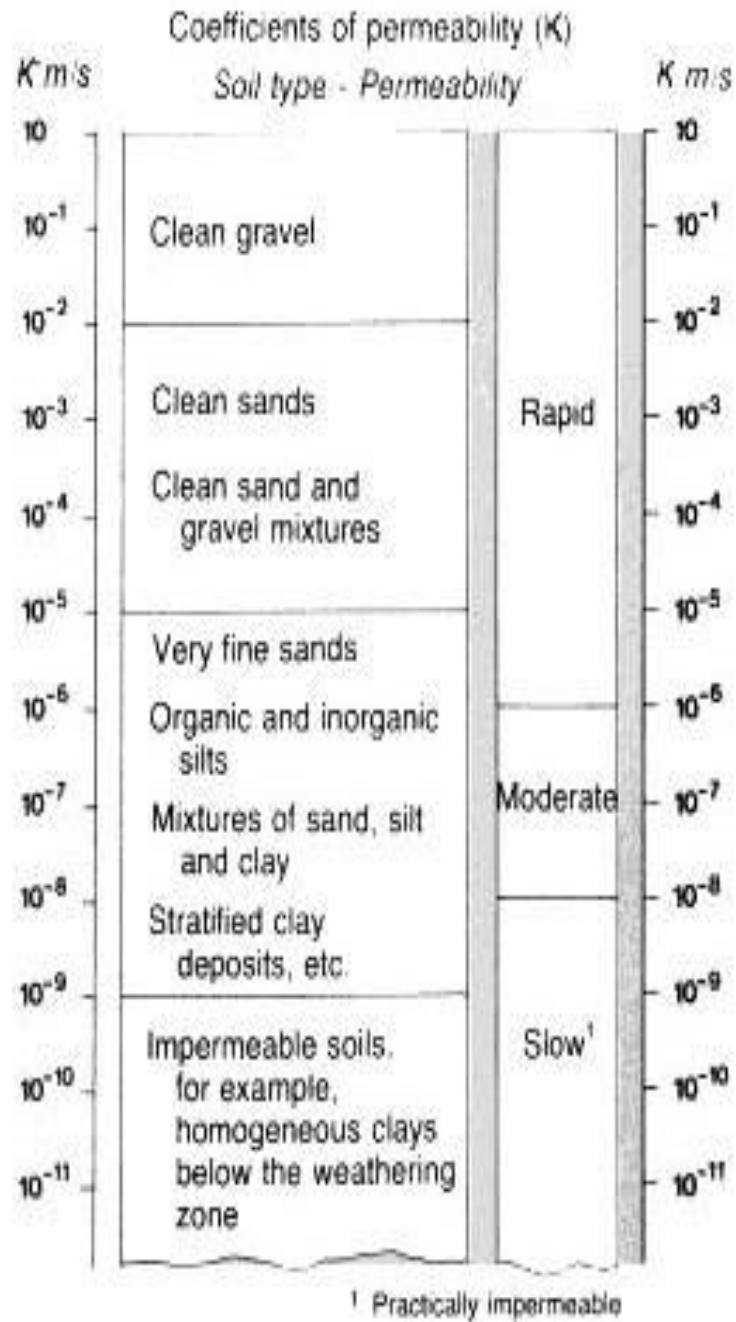 Coefficients of permeability (K)
K m/s
Soil type - Permeability
K m/s
10
10⁻¹
10⁻²
10⁻³
10⁻⁴
10⁻⁵
10⁻⁶
10⁻⁷
10⁻⁸
10⁻⁹
10⁻¹⁰
10⁻¹¹
Clean gravel
Clean sands
Clean sand and
gravel mixtures
Very fine sands
Organic and inorganic
silts
Mixtures of sand, silt
and clay
Stratified clay
deposits, etc.
Impermeable soils,
for example,
homogeneous clays
below the weathering
zone
Rapid
Moderate
Slow¹
10
10⁻¹
10⁻²
10⁻³
10⁻⁴
10⁻⁵
10⁻⁶
10⁻⁷
10⁻⁸
10⁻⁹
10⁻¹⁰
10⁻¹¹
¹ Practically impermeable